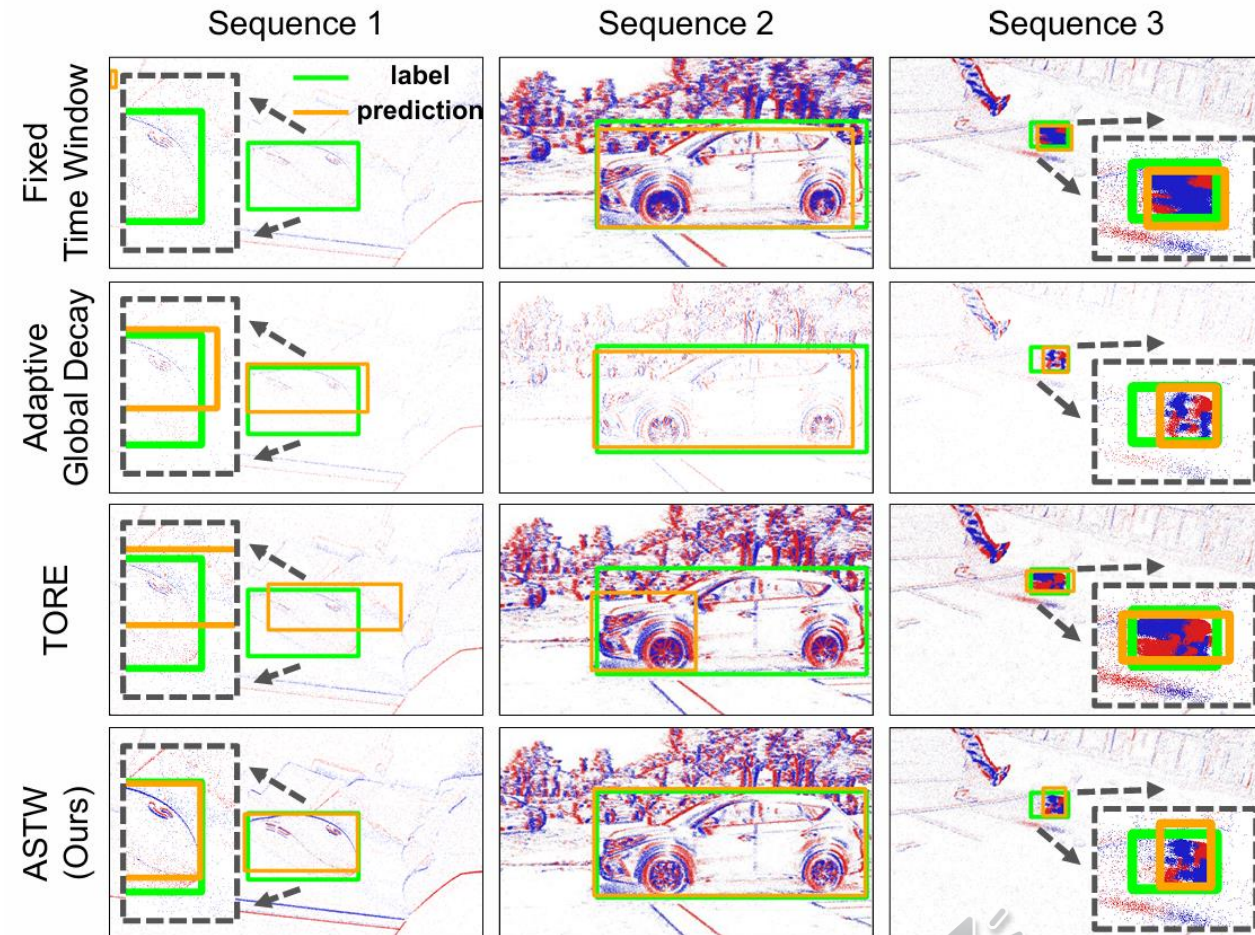 Sequence 1
Sequence 2
Sequence 3
Fixed
Time Window
label
prediction
Adaptive
Global Decay
TORE
ASTW
(Ours)